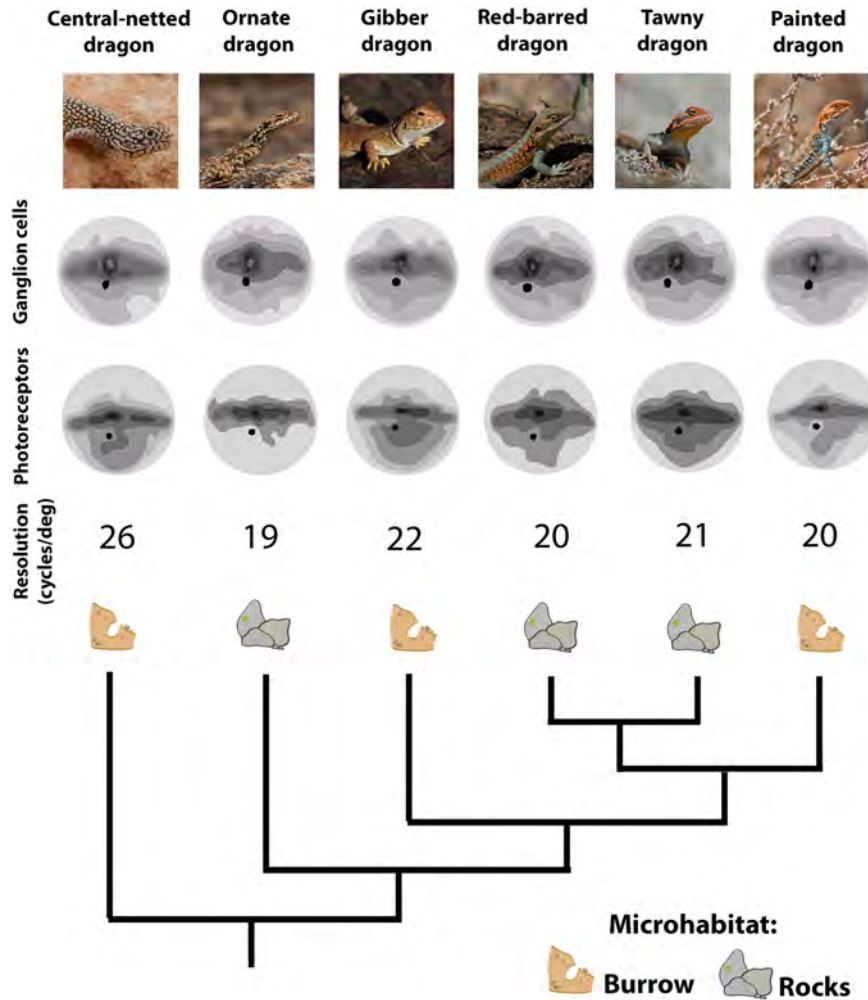 Central-netted
dragon
Ornate
dragon
Gibber
dragon
Red-barred
dragon
Tawny
dragon
Painted
dragon
Ganglion cells
Photoreceptors
Resolution
(cycles/deg)
26
19
22
20
21
20
Microhabitat:
Burrow
Rocks